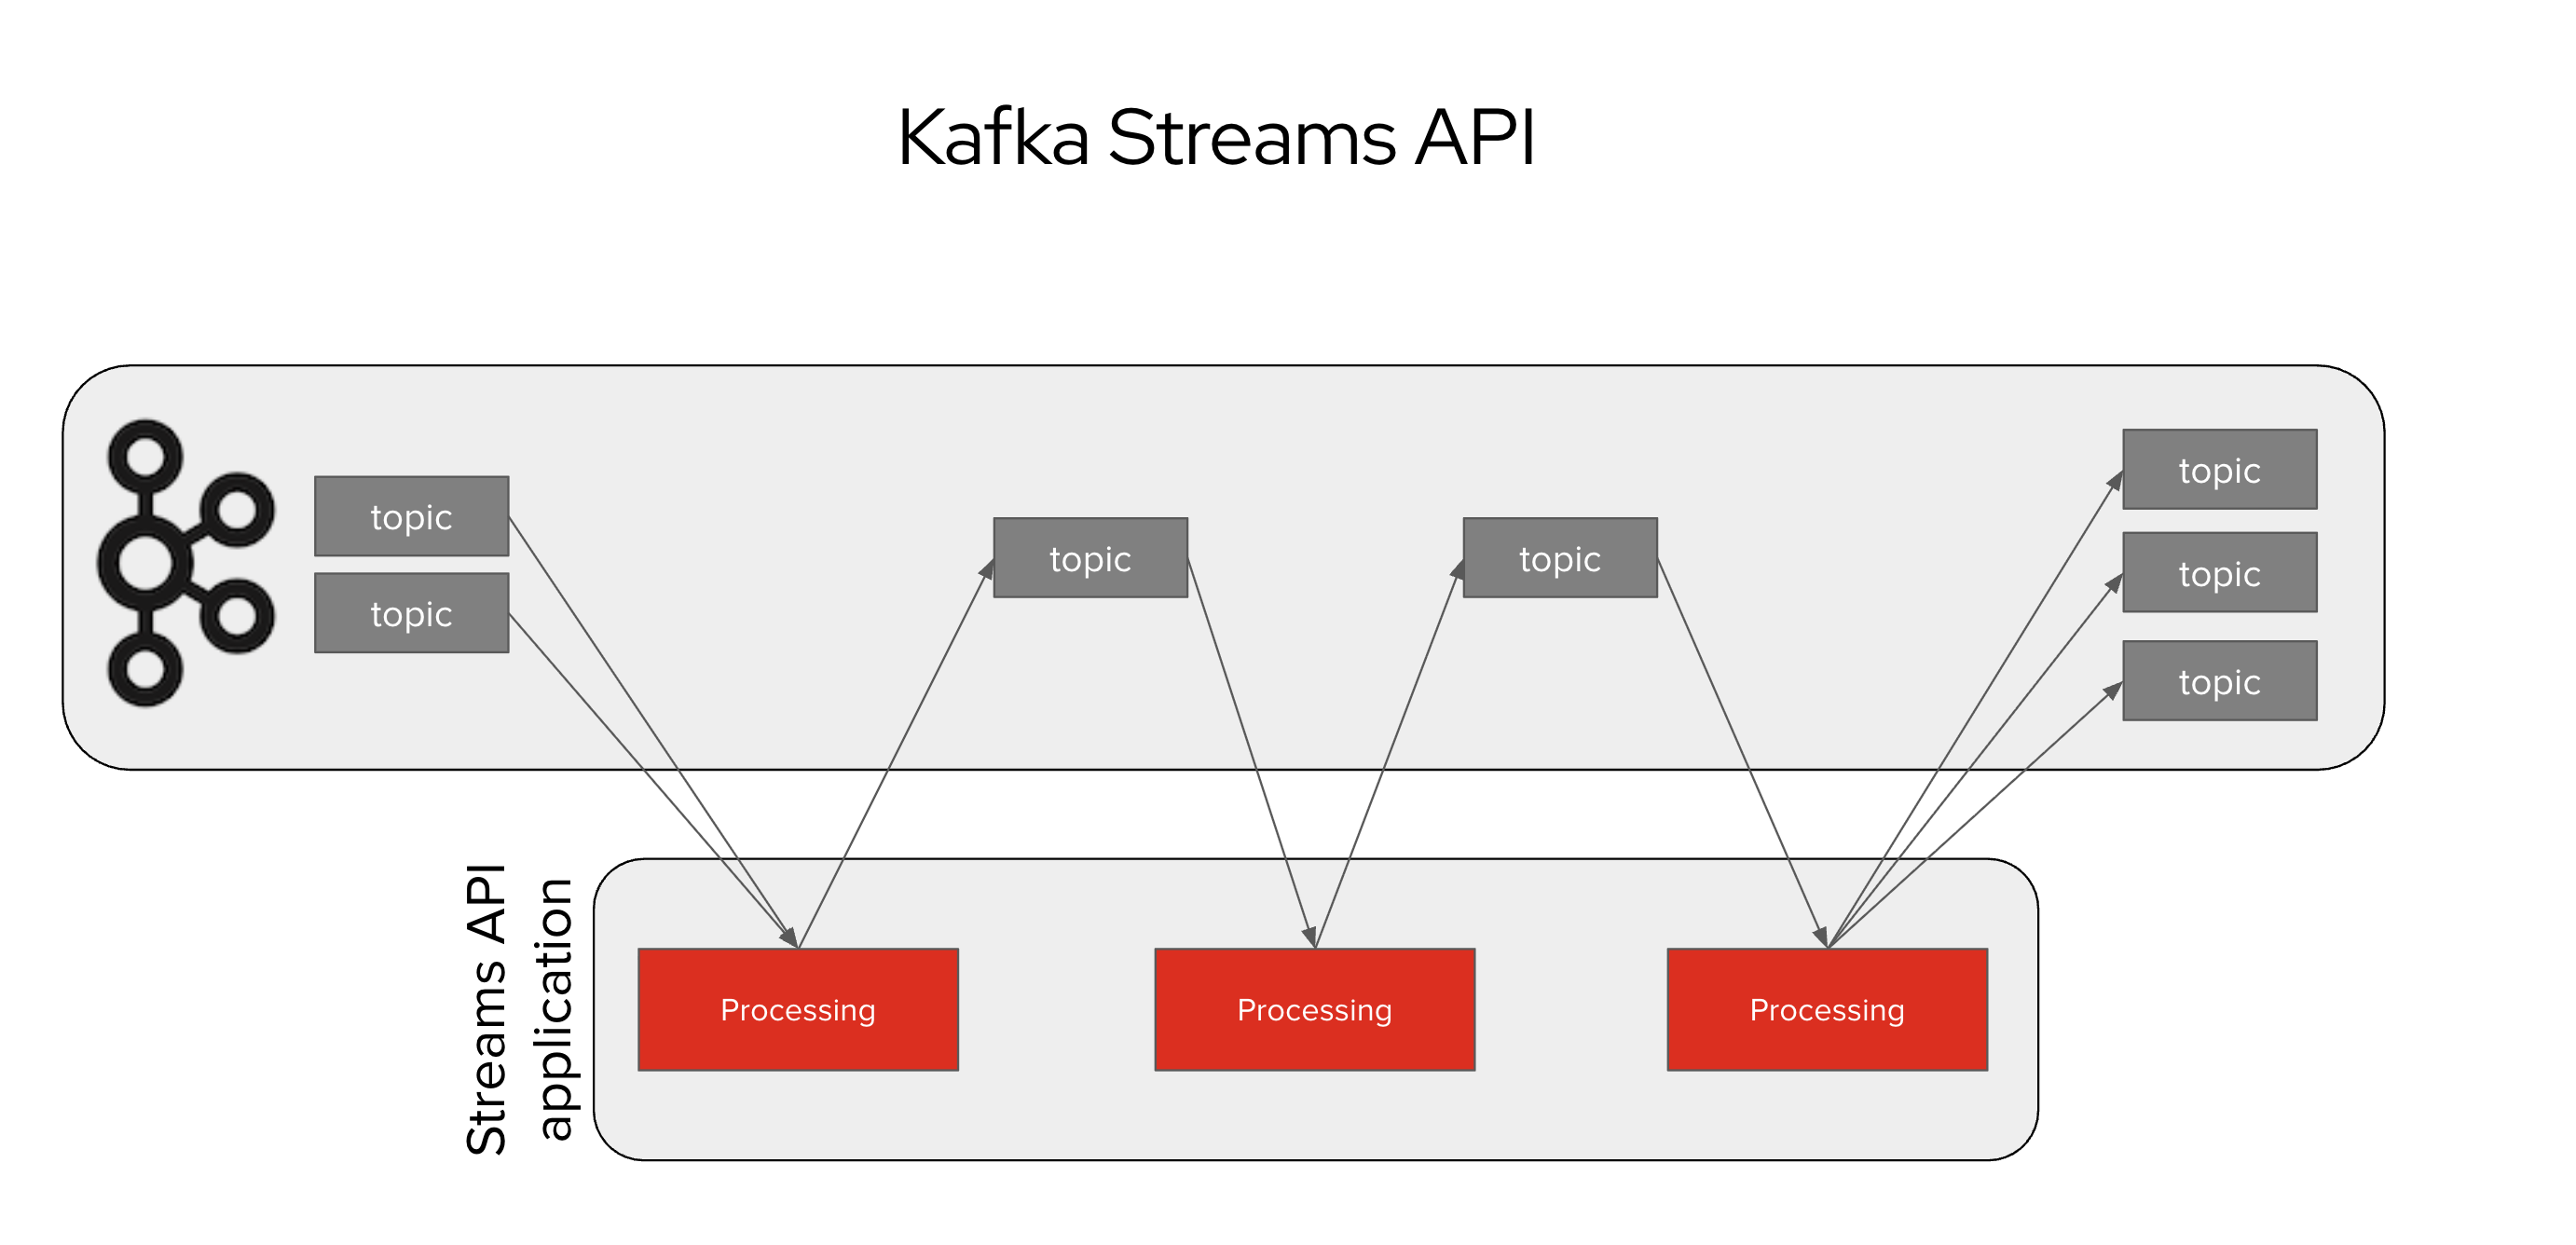 Kafka Streams API
topic
topic
topic
topic
topic
topic
topic
Streams API
application
Processing
Processing
Processing